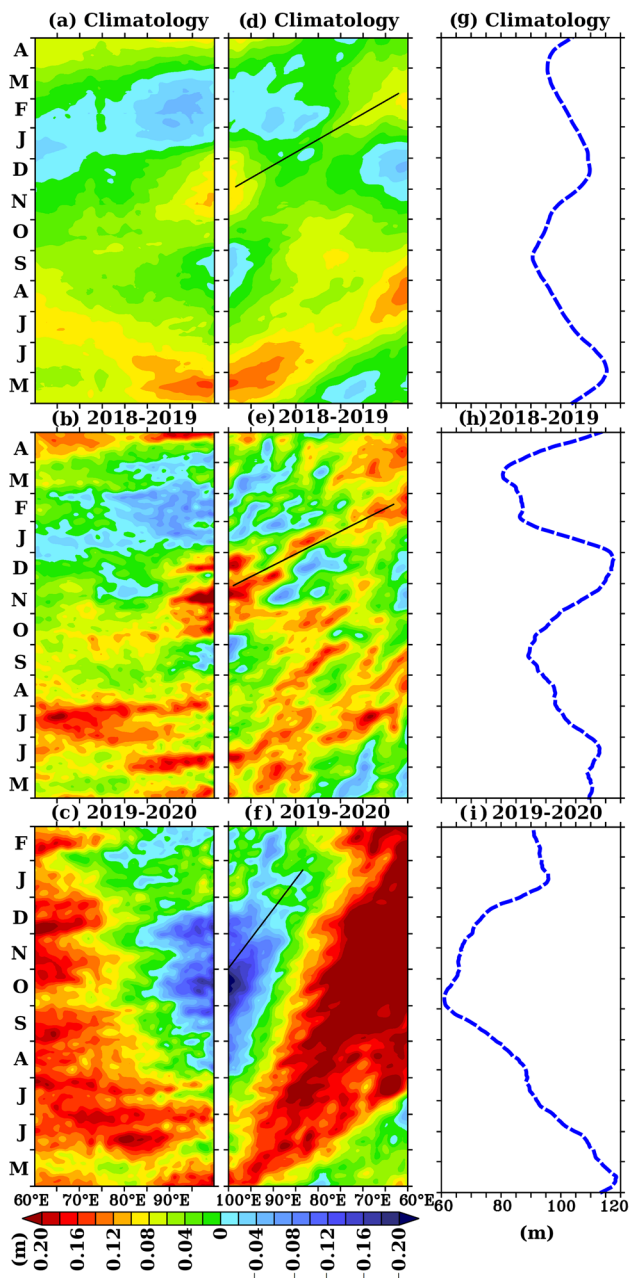 (a) Climatology (d) Climatology (g) Climatology
A
M
F
J
D
N
O
S
A
J
J
M
(b) 2018-2019 (e) 2018-2019 (h)2018-2019
A
M
F
J
D
N
O
S
A
J
J
M
(c) 2019-2020 (f) 2019-2020 (i) 2019-2020
F
J
D
N
O
S
A
J
J
M
60°E 70°E 80°E 90°E 100°E 90°E 80°E 70°E 60°E 60 80 100 120
(m) 0.20 0.16 0.12 0.08 0.04 0 -0.04 -0.08 -0.12 -0.16 -0.20
(m)